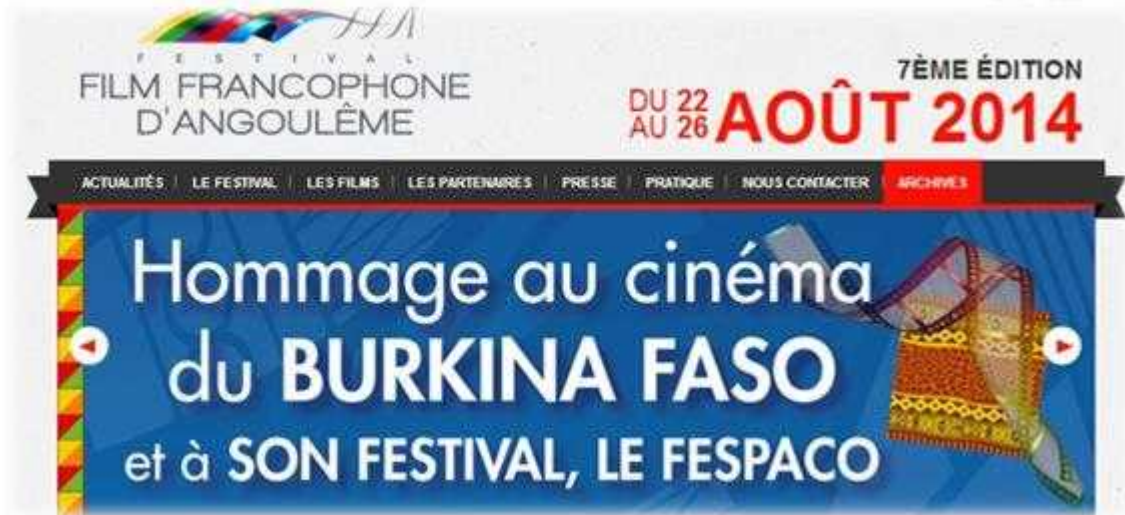 FESTIVAL
FILM FRANCOPHONE
D'ANGOULÊME
7ÈME ÉDITION
DU 22
AU 26
AOÛT 2014
ACTUALITÉS | LE FESTIVAL | LES FILMS | LES PARTENAIRES | PRESSE | PRATIQUE | NOUS CONTACTER | ARCHIVES
Hommage au cinéma
du BURKINA FASO
et à SON FESTIVAL, LE FESPACO